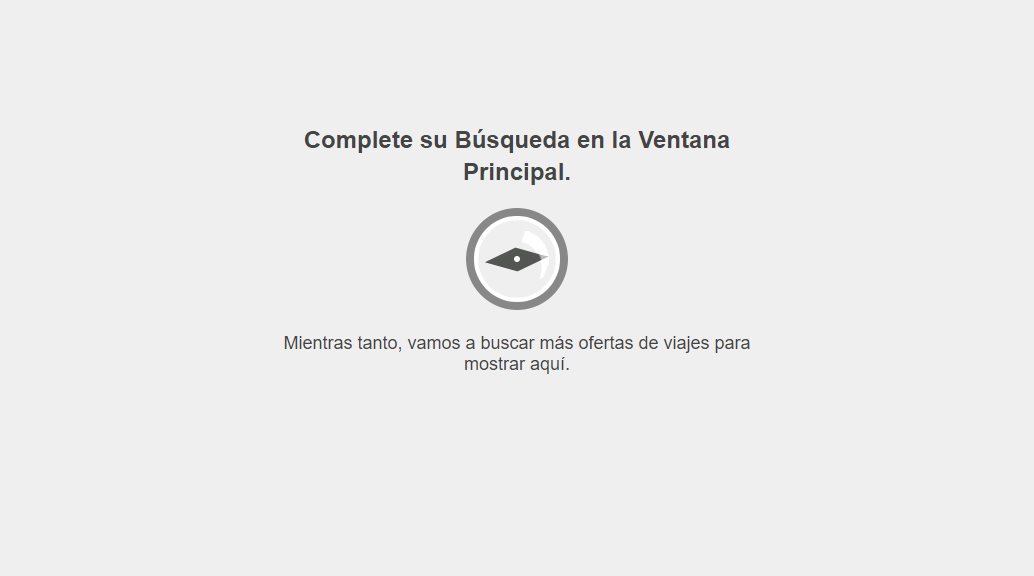 Complete su Búsqueda en la Ventana
Principal.
Mientras tanto, vamos a buscar más ofertas de viajes para
mostrar aquí.